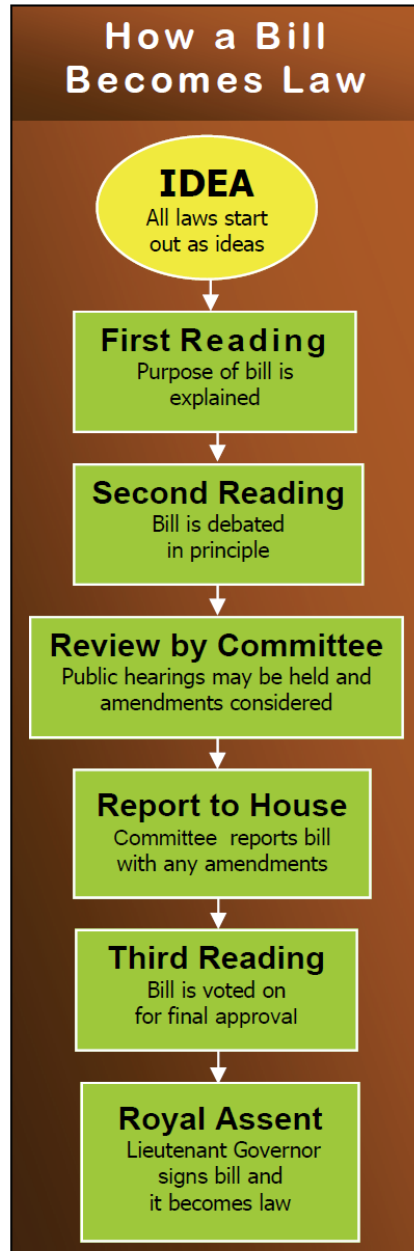 How a Bill
Becomes Law
IDEA
All laws start
out as ideas
First Reading
Purpose of bill is
explained
Second Reading
Bill is debated
in principle
Review by Committee
Public hearings may be held and
amendments considered
Report to House
Committee reports bill
with any amendments
Third Reading
Bill is voted on
for final approval
Royal Assent
Lieutenant Governor
signs bill and
it becomes law